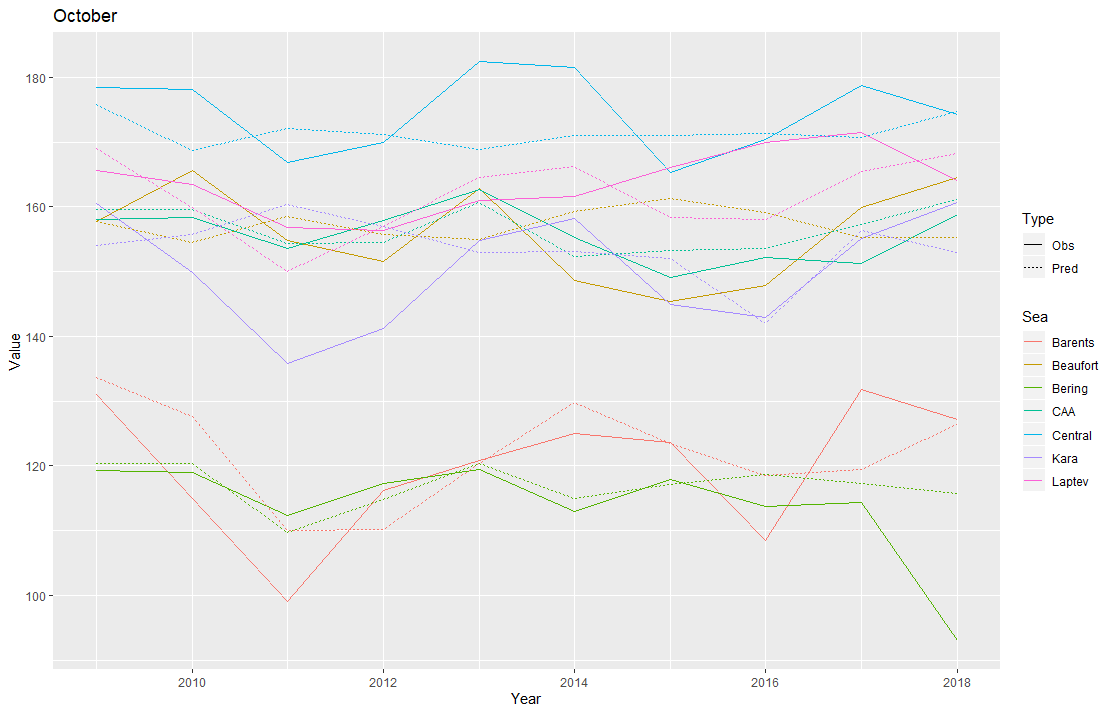 October
180
160
140
120
100
Value
2010
2012
2014
2016
2018
Year
Type
Obs
Pred
Sea
Barents
Beaufort
Bering
CAA
Central
Kara
Laptev